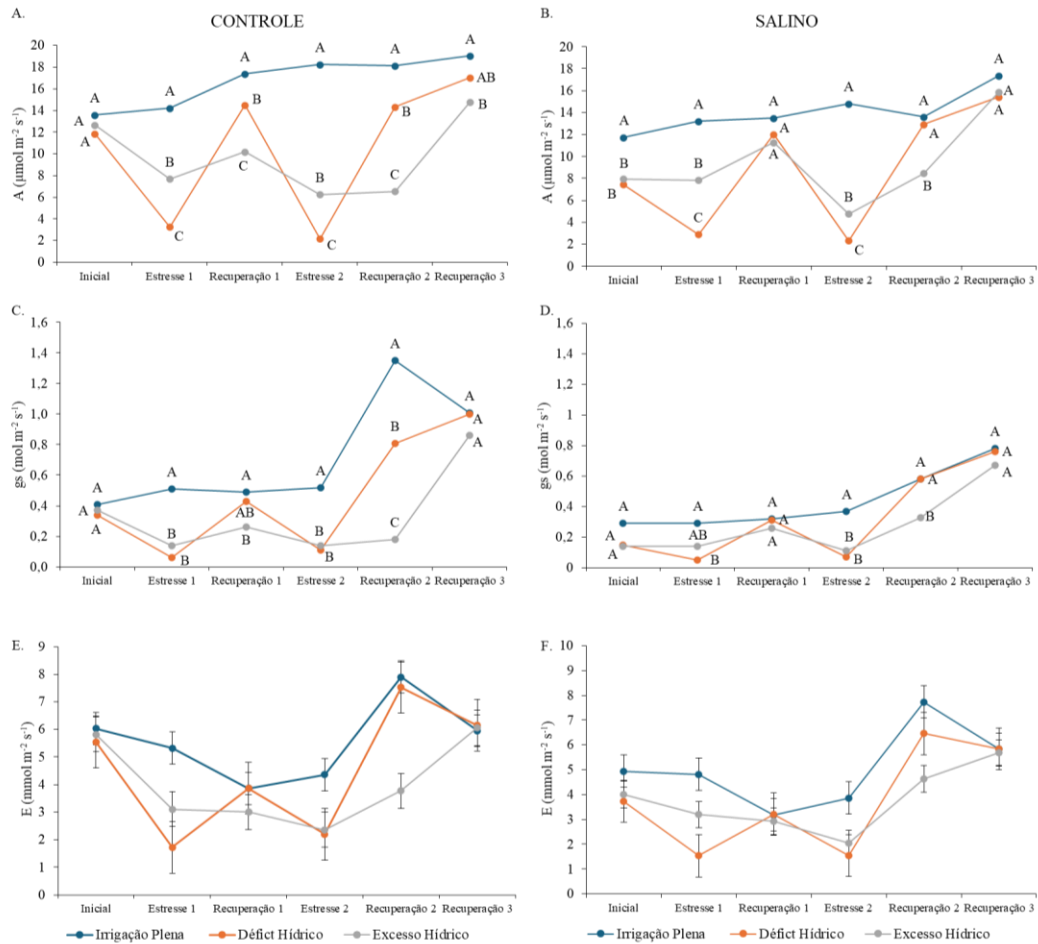 A.
CONTROLE
A (μmol m⁻² s⁻¹)
20
18
16
14
12
10
8
6
4
2
0
A
A
A
A
A
A
A
A
B
C
B
C
B
C
B
C
AB
B
Inicial
Estresse 1
Recuperação 1
Estresse 2
Recuperação 2
Recuperação 3
B.
SALINO
A (μmol m⁻² s⁻¹)
20
18
16
14
12
10
8
6
4
2
0
A
A
A
A
A
A
B
B
B
C
A
A
B
C
A
B
A
A
Inicial
Estresse 1
Recuperação 1
Estresse 2
Recuperação 2
Recuperação 3
C.
gs (mol m⁻² s⁻¹)
1,6
1,4
1,2
1,0
0,8
0,6
0,4
0,2
0,0
A
A
A
A
A
A
A
A
B
B
AB
B
B
B
B
C
A
A
Inicial
Estresse 1
Recuperação 1
Estresse 2
Recuperação 2
Recuperação 3
D.
gs (mol m⁻² s⁻¹)
1,6
1,4
1,2
1,0
0,8
0,6
0,4
0,2
0
A
A
A
A
A
A
A
A
AB
B
A
A
B
B
A
B
A
A
Inicial
Estresse 1
Recuperação 1
Estresse 2
Recuperação 2
Recuperação 3
E.
E (mmol m⁻² s⁻¹)
9
8
7
6
5
4
3
2
1
0
Inicial
Estresse 1
Recuperação 1
Estresse 2
Recuperação 2
Recuperação 3
Irrigação Plena
Défict Hídrico
Excesso Hídrico
F.
E (mmol m⁻² s⁻¹)
10
9
8
7
6
5
4
3
2
1
0
Inicial
Estresse 1
Recuperação 1
Estresse 2
Recuperação 2
Recuperação 3
Irrigação Plena
Défict Hídrico
Excesso Hídrico